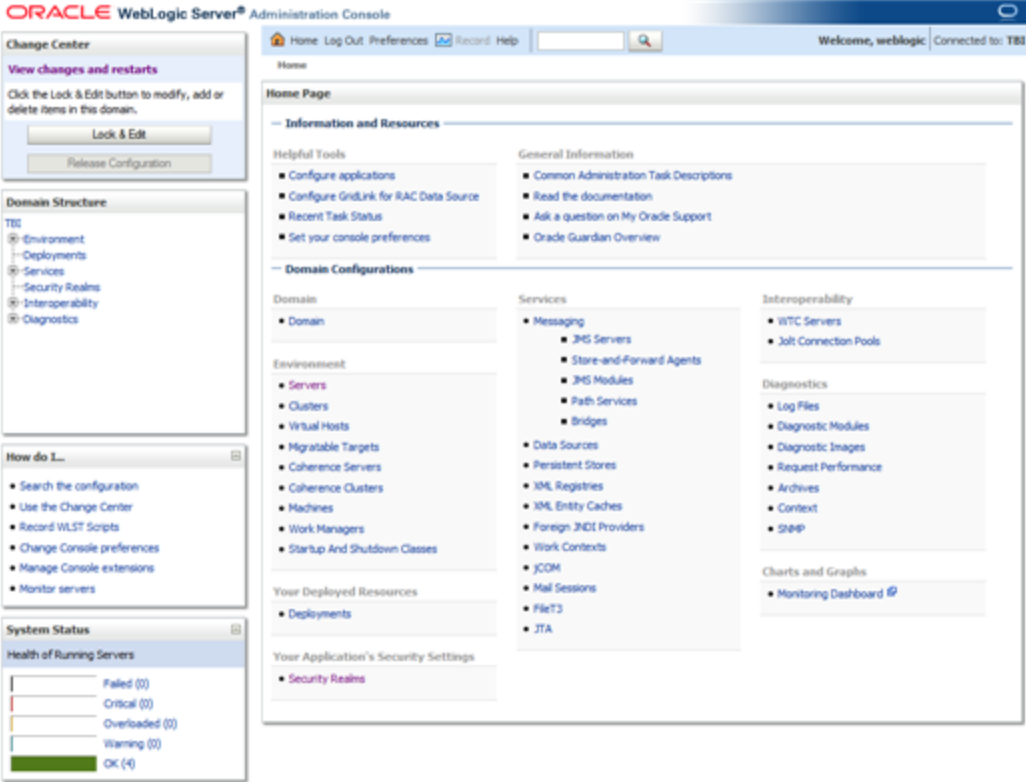 ORACLE WebLogic Server® Administration Console
Change Center
View changes and restarts
Click the Lock & Edit button to modify, add or
delete items in this domain.
Lock & Edit
Release Configuration
Domain Structure
TBI
Environment
Deployments
Services
Security Realms
Interoperability
Diagnostics
How do I...
Search the configuration
Use the Change Center
Record WLST Scripts
Change Console preferences
Manage Console extensions
Monitor servers
System Status
Health of Running Servers
Failed (0)
Critical (0)
Overloaded (0)
Warning (0)
OK (4)
Home Log Out Preferences Record Help
Welcome, weblogic Connected to: TBI
Home
Home Page
Information and Resources
Helpful Tools
Configure applications
Configure GridLink for RAC Data Source
Recent Task Status
Set your console preferences
General Information
Common Administration Task Descriptions
Read the documentation
Ask a question on My Oracle Support
Oracle Guardian Overview
Domain Configurations
Domain
Domain
Environment
Servers
Clusters
Virtual Hosts
Migratable Targets
Coherence Servers
Coherence Clusters
Machines
Work Managers
Startup And Shutdown Classes
Your Deployed Resources
Deployments
Your Application's Security Settings
Security Realms
Services
Messaging
JMS Servers
Store-and-Forward Agents
JMS Modules
Path Services
Bridges
Data Sources
Persistent Stores
XML Registries
XML Entity Caches
Foreign JNDI Providers
Work Contexts
jCOM
Mail Sessions
FileT3
JTA
Interoperability
WTC Servers
Jolt Connection Pools
Diagnostics
Log Files
Diagnostic Modules
Diagnostic Images
Request Performance
Archives
Context
SNMP
Charts and Graphs
Monitoring Dashboard